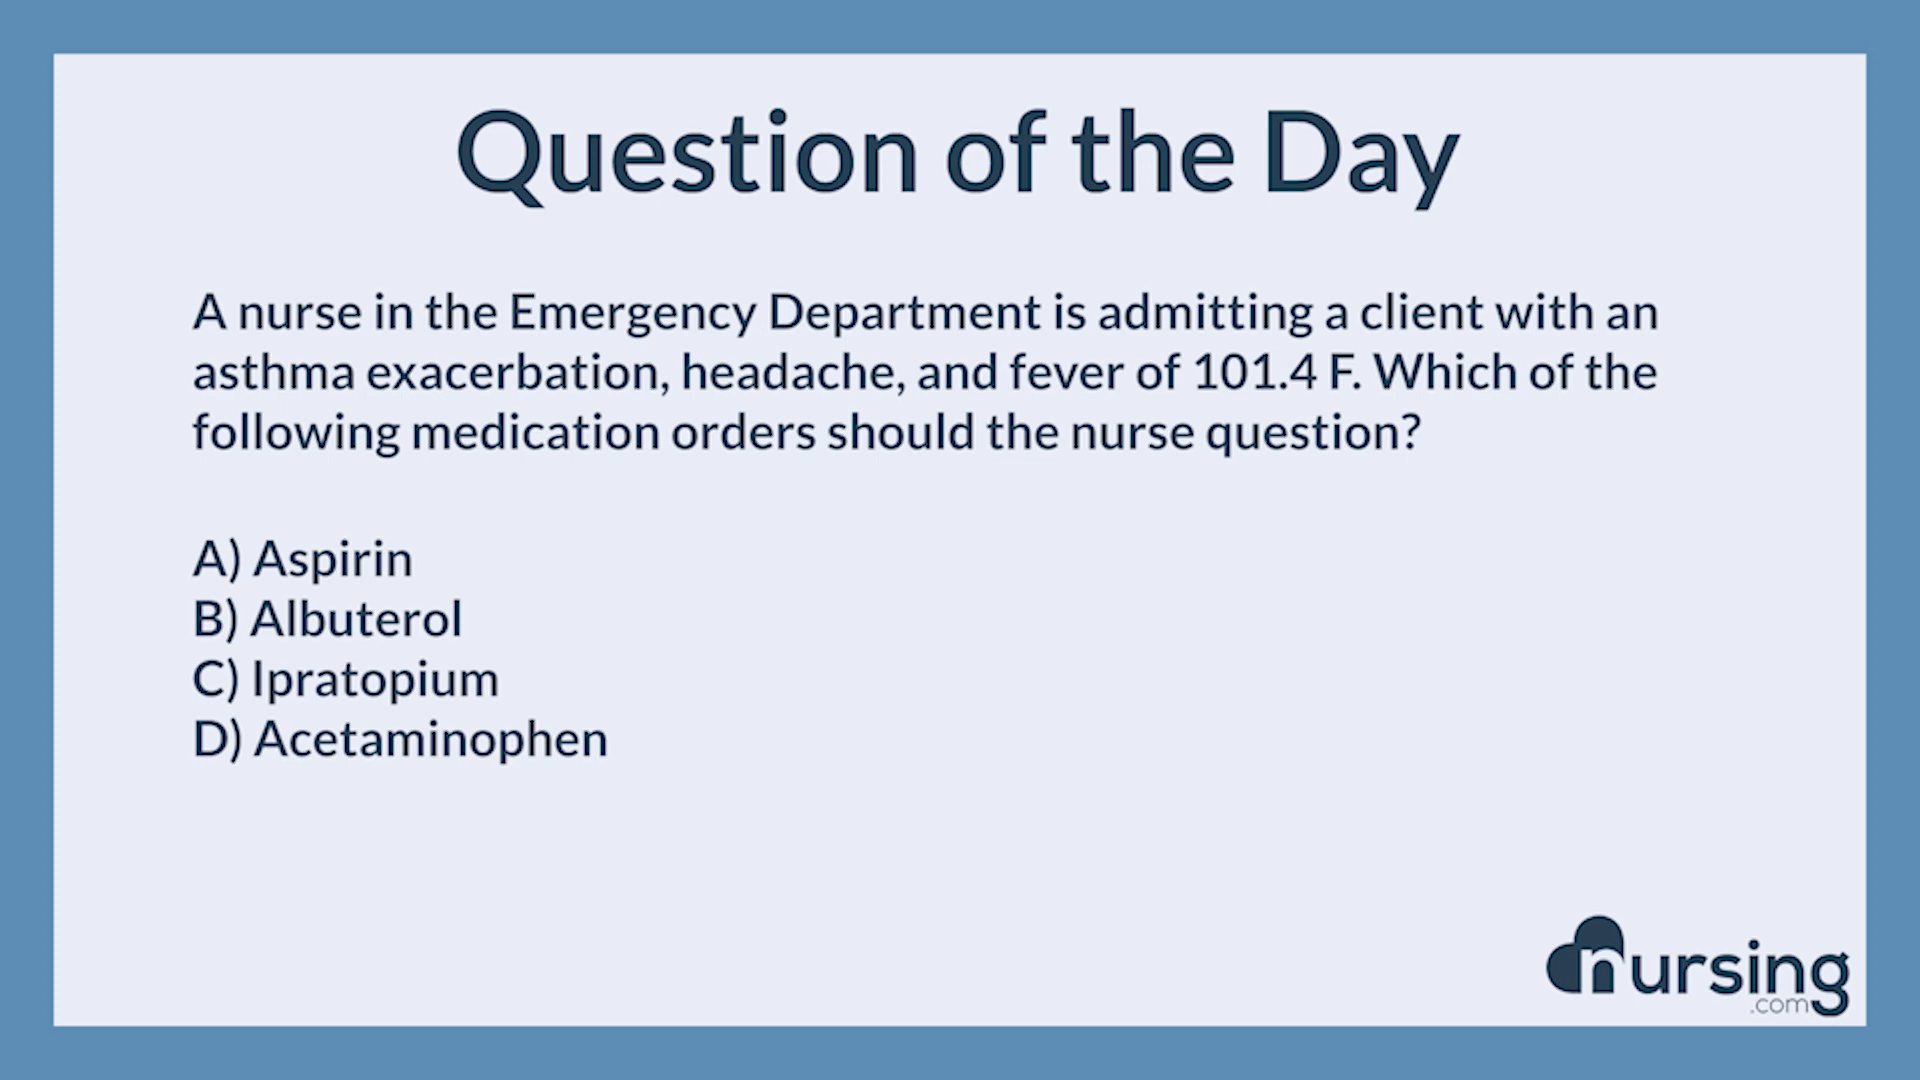 Question of the Day
A nurse in the Emergency Department is admitting a client with an
asthma exacerbation, headache, and fever of 101.4 F. Which of the
following medication orders should the nurse question?
A) Aspirin
B) Albuterol
C) Ipratopium
D) Acetaminophen
nursing
.com